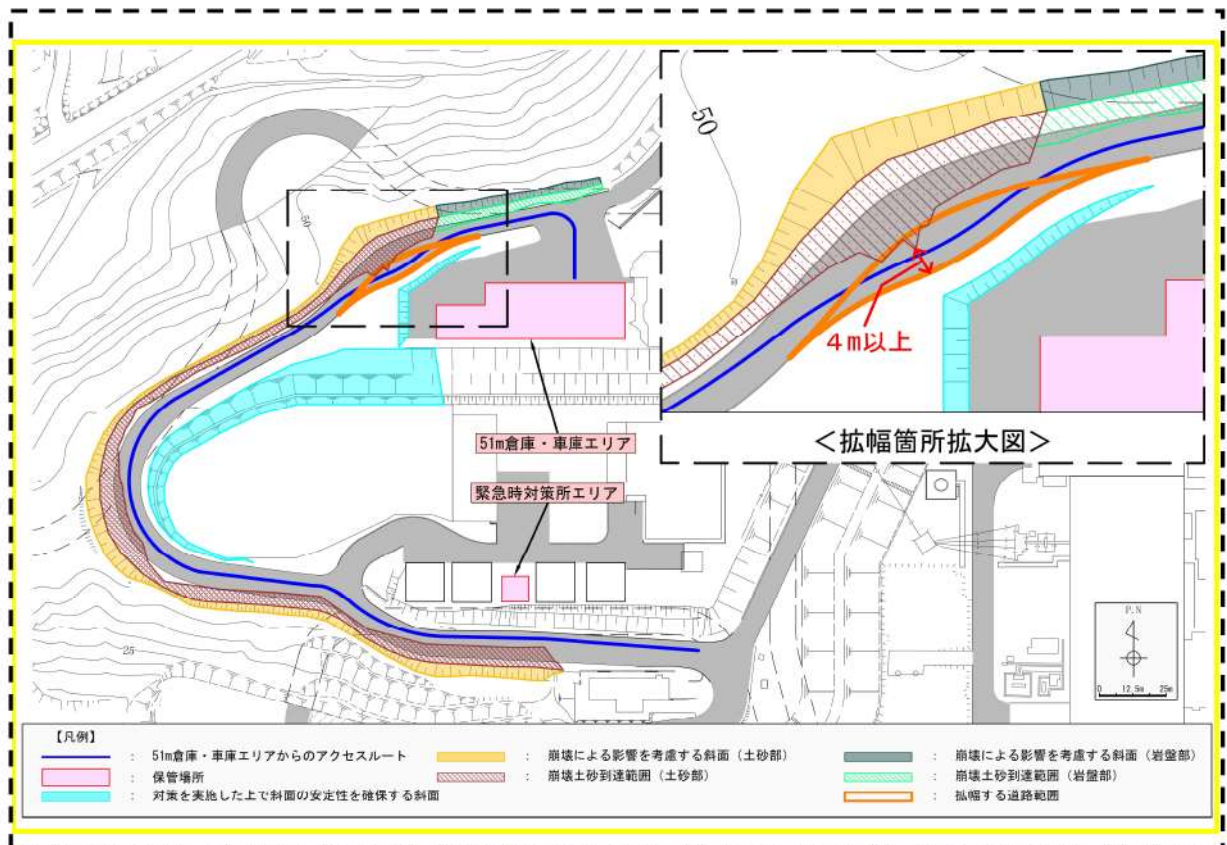 50
50
4m以上
<拡幅箇所拡大図>
51m倉庫・車庫エリア
緊急時対策所エリア
25
P.N
0 12.5m 25m
【凡例】
: 51m倉庫・車庫エリアからのアクセスルート
: 崩壊による影響を考慮する斜面(土砂部)
: 崩壊による影響を考慮する斜面(岩盤部)
: 保管場所
: 崩壊土砂到達範囲(土砂部)
: 崩壊土砂到達範囲(岩盤部)
: 対策を実施した上で斜面の安定性を確保する斜面
: 拡幅する道路範囲